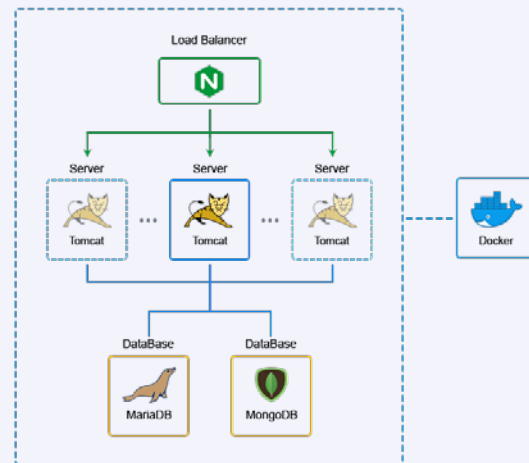 Load Balancer
N
Server
Server
Server
Tomcat
...
Tomcat
...
Tomcat
Docker
DataBase
DataBase
MariaDB
MongoDB